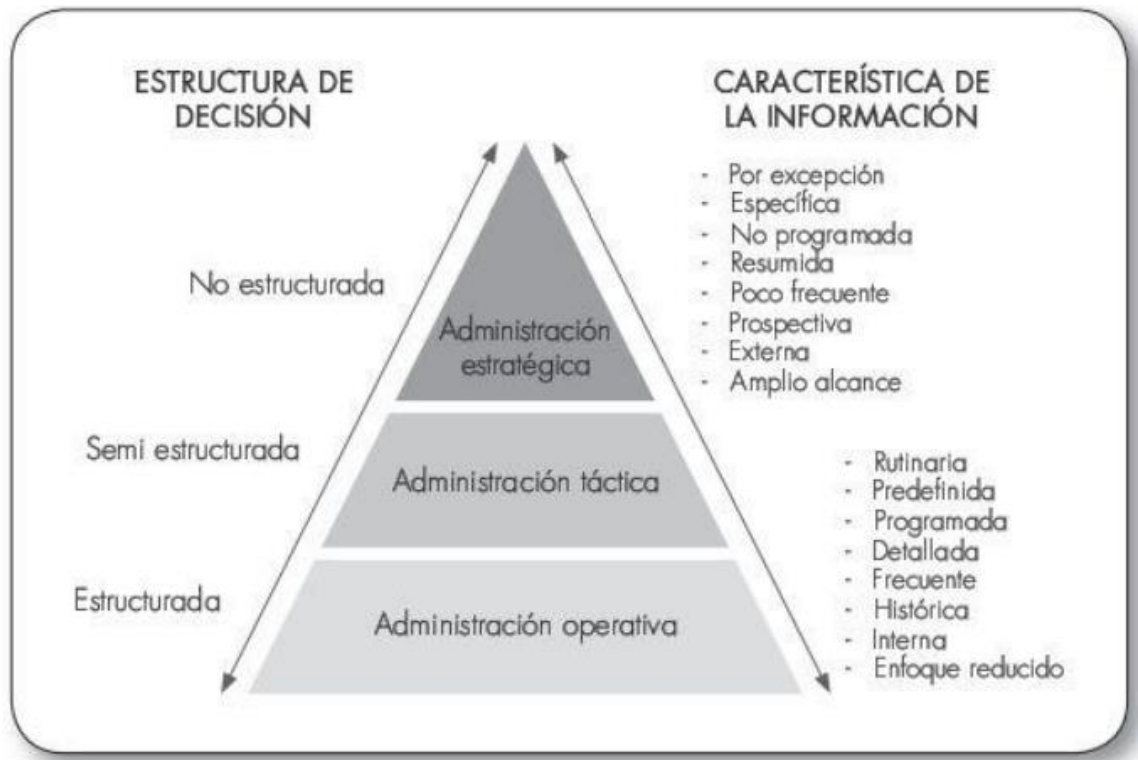 ESTRUCTURA DE
DECISIÓN
CARACTERÍSTICA DE
LA INFORMACIÓN
No estructurada
Semi estructurada
Estructurada
Administración
estratégica
Administración táctica
Administración operativa
- Por excepción
- Específica
- No programada
- Resumida
- Poco frecuente
- Prospectiva
- Externa
- Amplio alcance
- Rutinaria
- Predefinida
- Programada
- Detallada
- Frecuente
- Histórica
- Interna
- Enfoque reducido